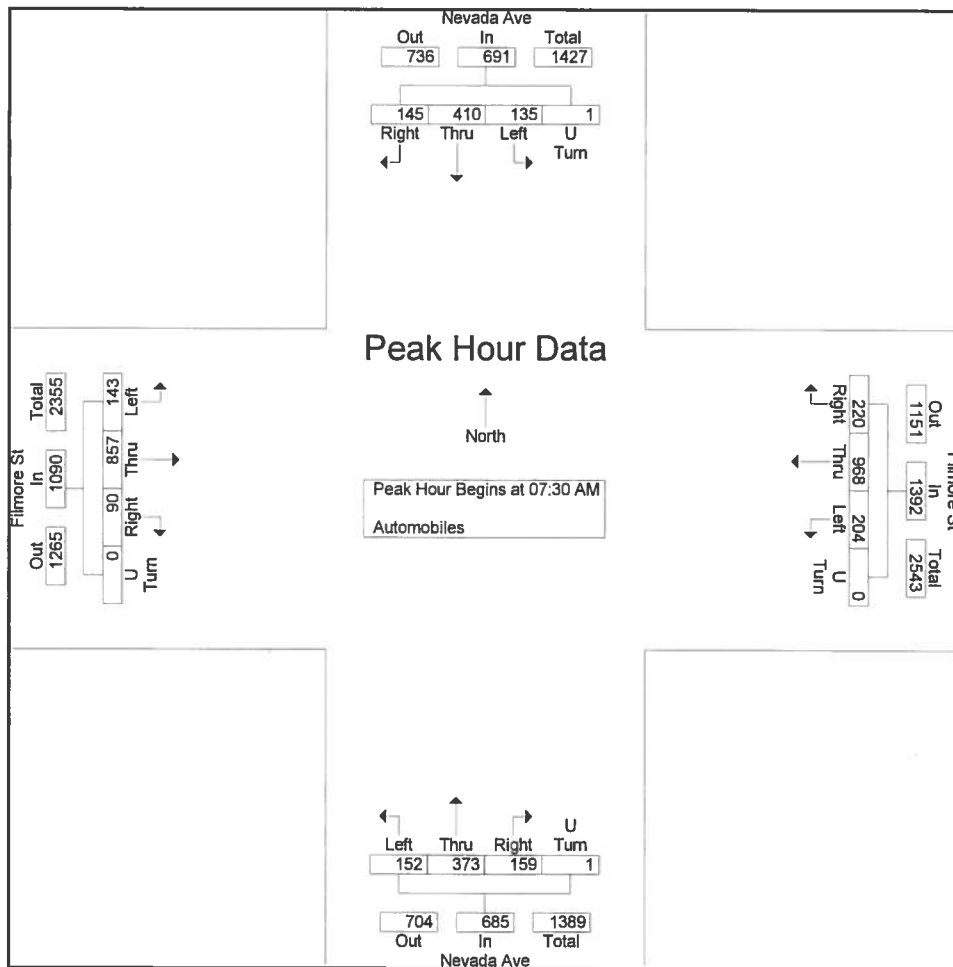 Nevada Ave
Out In Total
736 691 1427
145 410 135 1
Right Thru Left U Turn
Peak Hour Data
North
Peak Hour Begins at 07:30 AM
Automobiles
Filmore St
Total In Out
2355 1090 1265
143 857 90 0
Left Thru Right U Turn
Filmore St
Out In Total
1151 1392 2543
220 968 204 0
Right Thru Left U Turn
Left Thru Right U Turn
152 373 159 1
704 685 1389
Out In Total
Nevada Ave